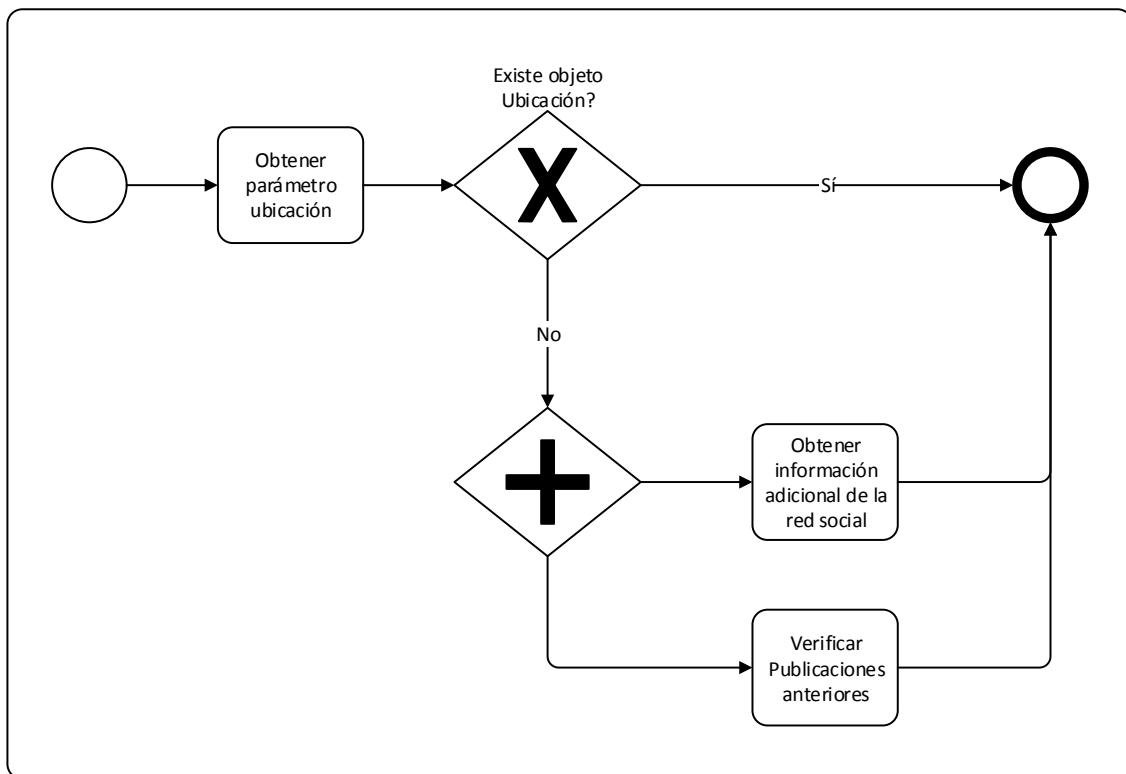 Existe objeto
Ubicación?
Obtener
parámetro
ubicación
Sí
No
Obtener
información
adicional de la
red social
Verificar
Publicaciones
anteriores